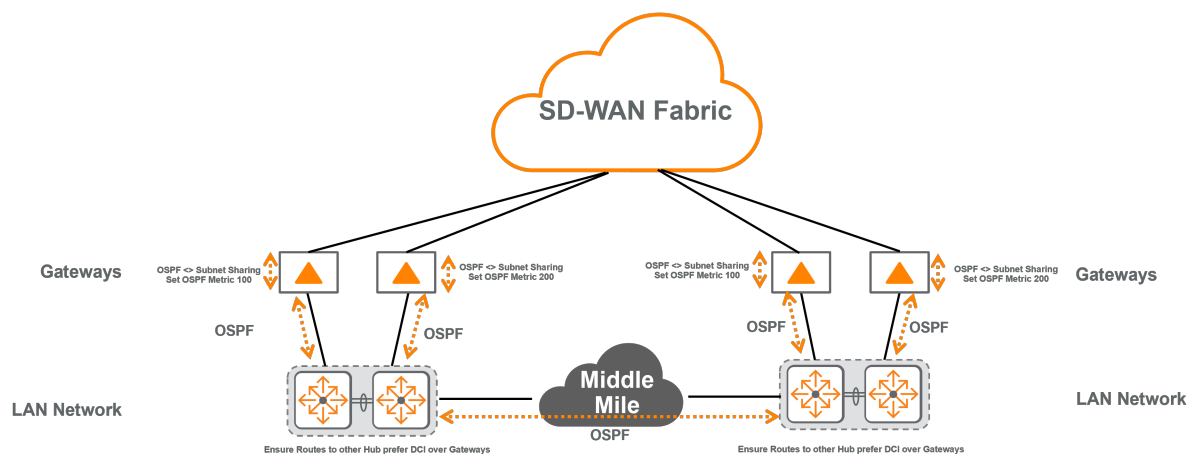 SD-WAN Fabric
Gateways
OSPF <> Subnet Sharing
Set OSPF Metric 100
OSPF <> Subnet Sharing
Set OSPF Metric 200
OSPF <> Subnet Sharing
Set OSPF Metric 100
OSPF <> Subnet Sharing
Set OSPF Metric 200
Gateways
OSPF
OSPF
OSPF
OSPF
LAN Network
Middle
Mile
LAN Network
OSPF
Ensure Routes to other Hub prefer DCI over Gateways
Ensure Routes to other Hub prefer DCI over Gateways